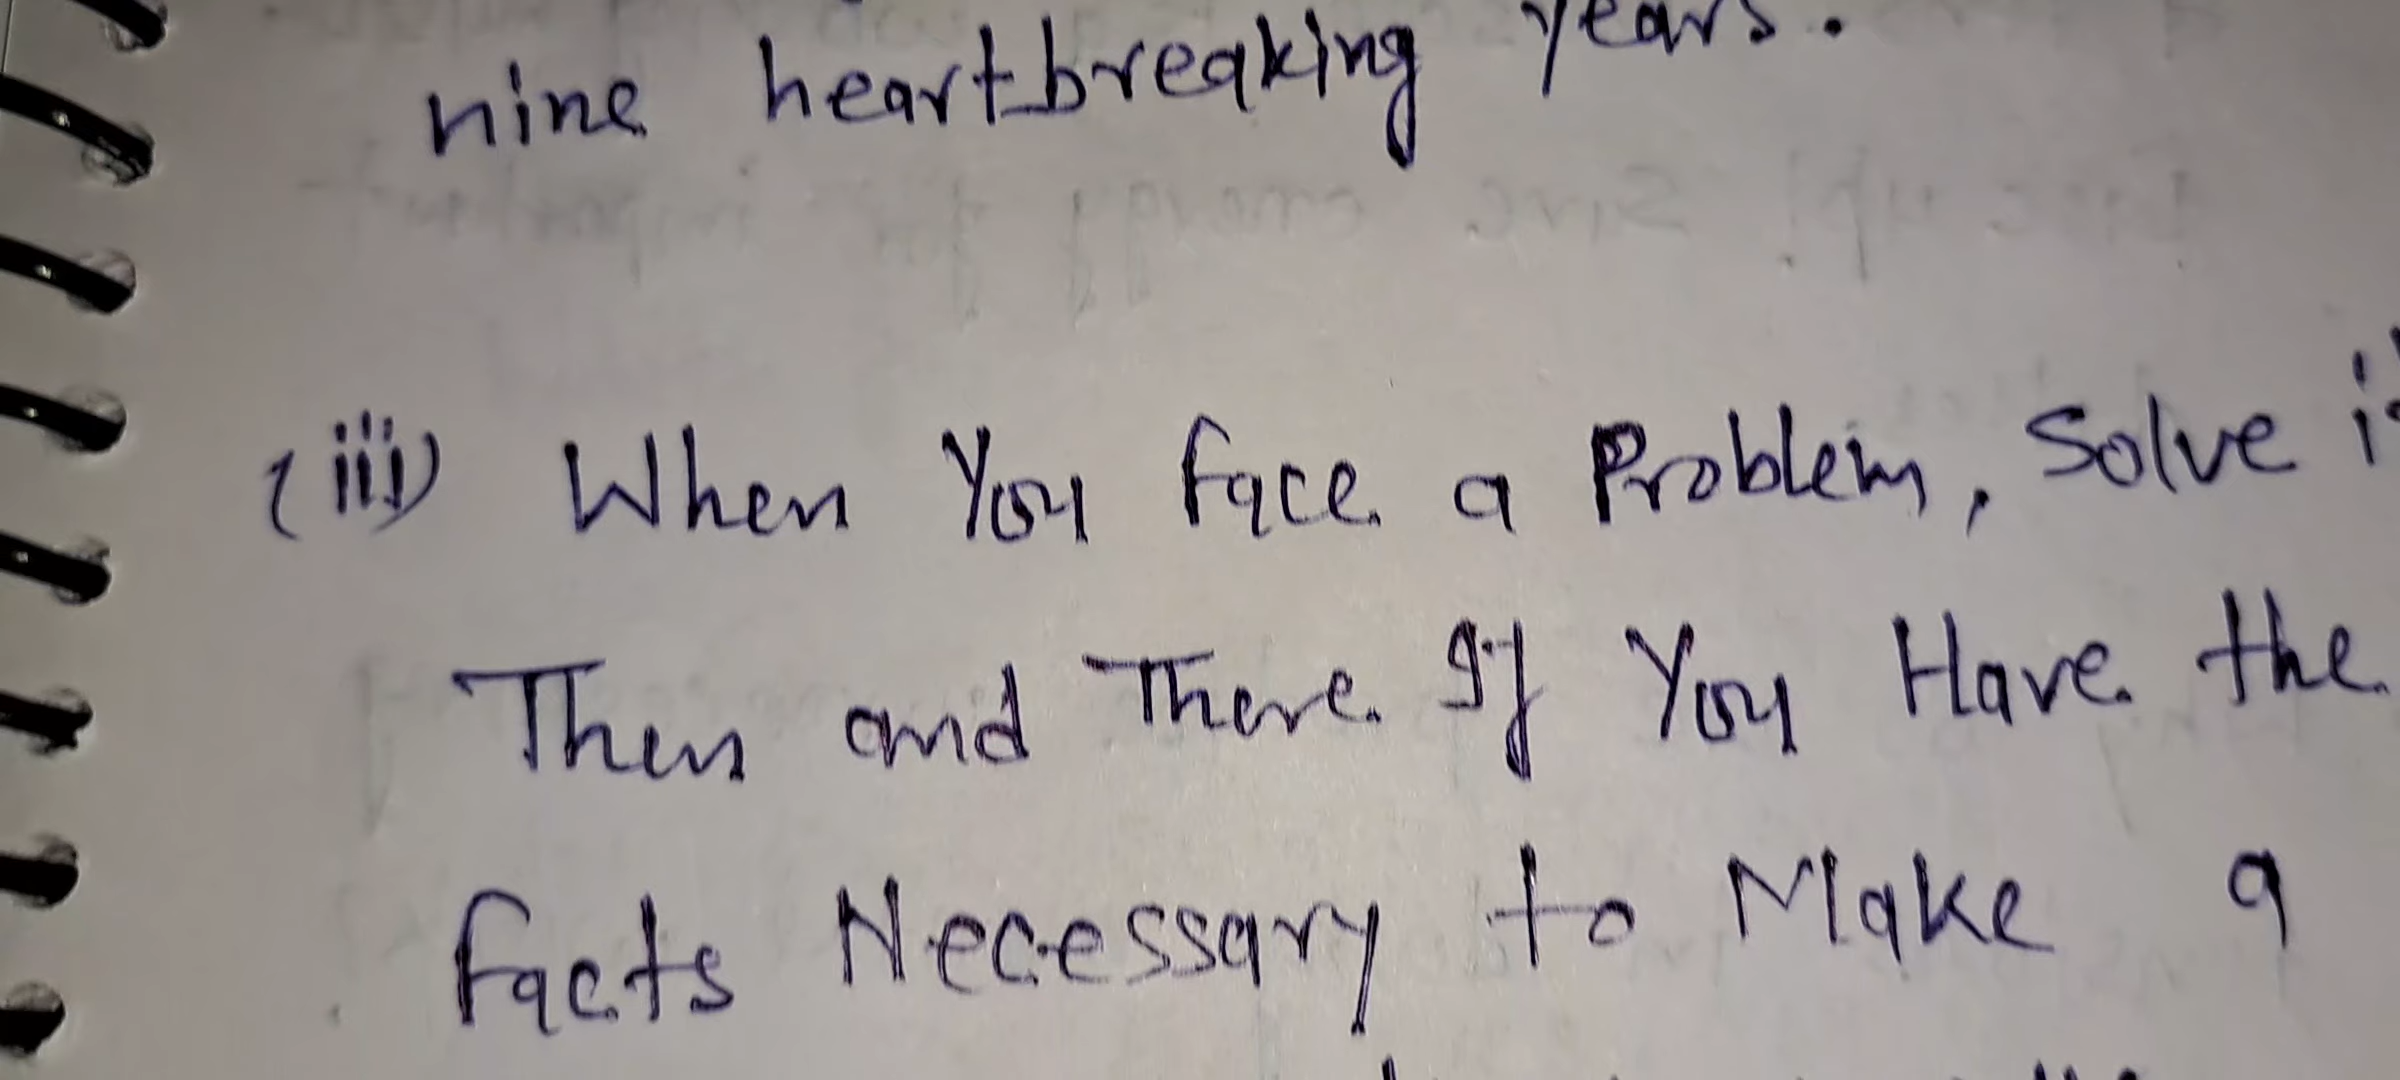 nine heartbreaking years.
(iii) When You face a Problem, Solve it
Then and There If You Have the
facts Necessary to Make a